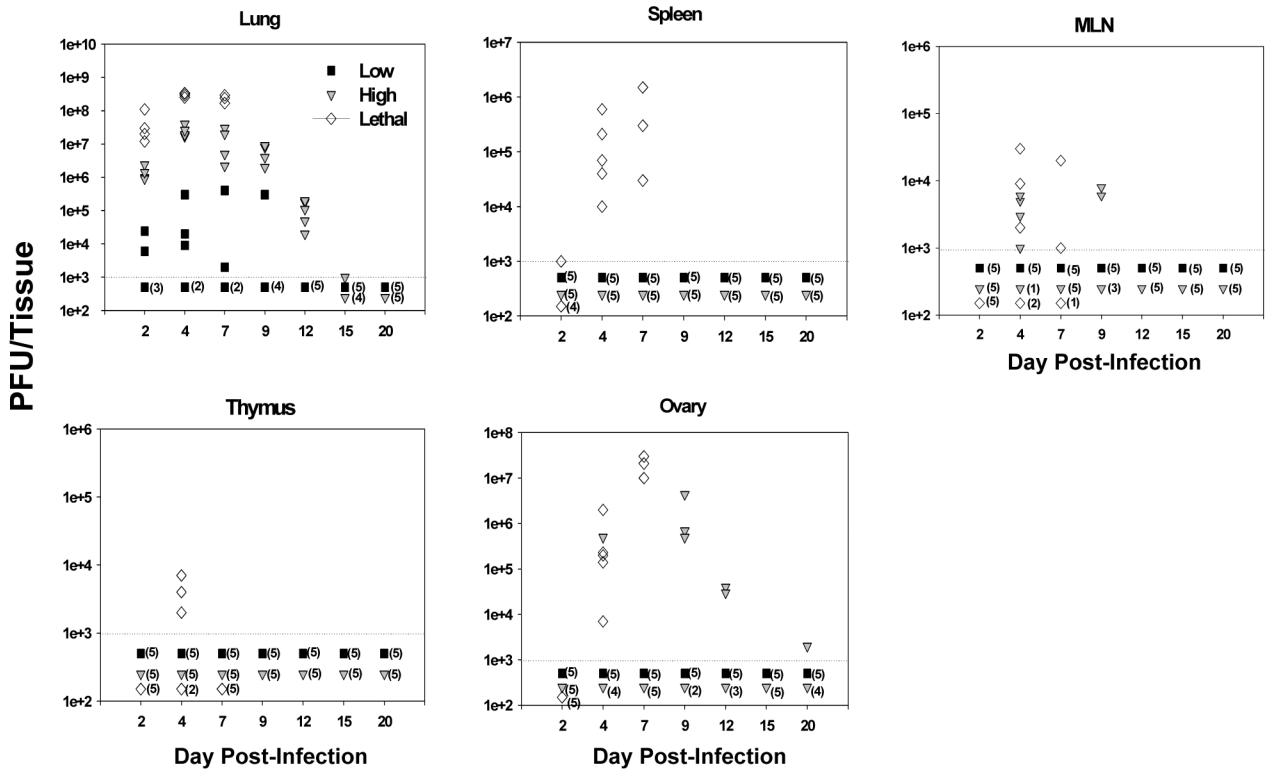 Lung
1e+10
1e+9
1e+8
1e+7
1e+6
1e+5
1e+4
1e+3
1e+2
Low
High
Lethal
(3) (2) (2) (4) (5) (5) (5)
(4) (5)
2 4 7 9 12 15 20
Spleen
1e+7
1e+6
1e+5
1e+4
1e+3
1e+2
(5) (5) (5) (5) (5) (5) (5)
(5) (5) (5) (5) (5) (5) (5)
(4)
2 4 7 9 12 15 20
MLN
1e+6
1e+5
1e+4
1e+3
1e+2
(5) (5) (5) (5) (5) (5) (5)
(5) (1) (5) (3) (5) (5) (5)
(5) (2) (1)
2 4 7 9 12 15 20
Day Post-Infection
PFU/Tissue
Thymus
1e+6
1e+5
1e+4
1e+3
1e+2
(5) (5) (5) (5) (5) (5) (5)
(5) (5) (5) (5) (5) (5) (5)
(5) (2) (5)
2 4 7 9 12 15 20
Day Post-Infection
Ovary
1e+8
1e+7
1e+6
1e+5
1e+4
1e+3
1e+2
(5) (5) (5) (5) (5) (5) (5)
(5) (4) (5) (2) (3) (5) (4)
(5)
2 4 7 9 12 15 20
Day Post-Infection